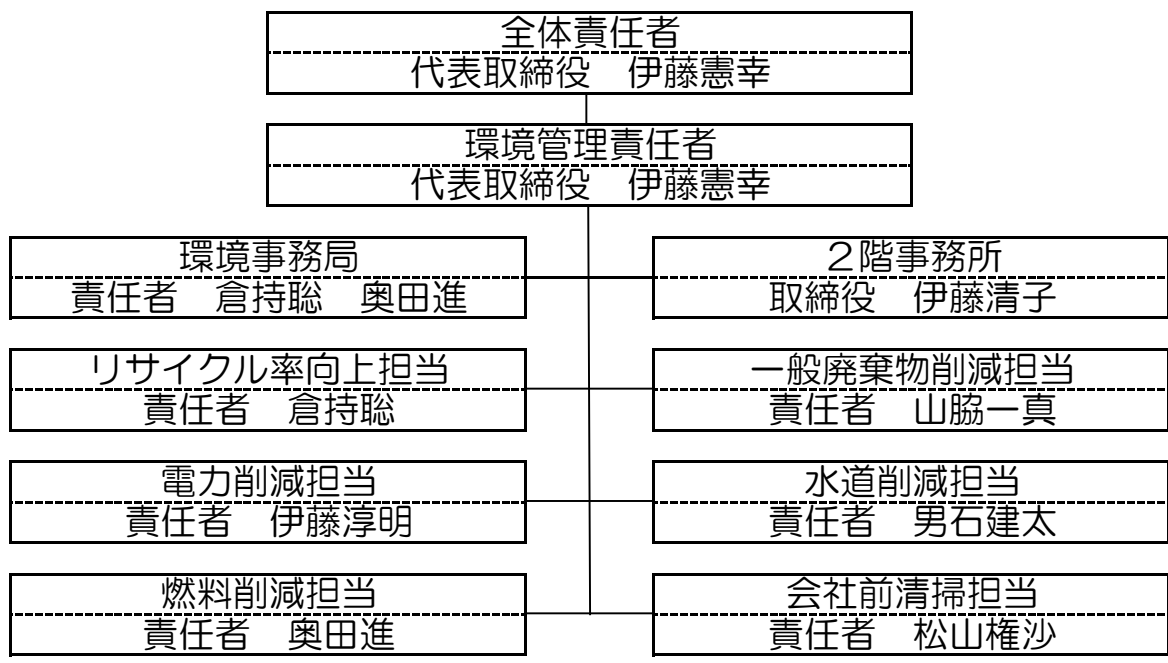 全体責任者
代表取締役　伊藤憲幸
環境管理責任者
代表取締役　伊藤憲幸
環境事務局
責任者　倉持聡　奥田進
２階事務所
取締役　伊藤清子
リサイクル率向上担当
責任者　倉持聡
一般廃棄物削減担当
責任者　山脇一真
電力削減担当
責任者　伊藤淳明
水道削減担当
責任者　男石建太
燃料削減担当
責任者　奥田進
会社前清掃担当
責任者　松山権沙